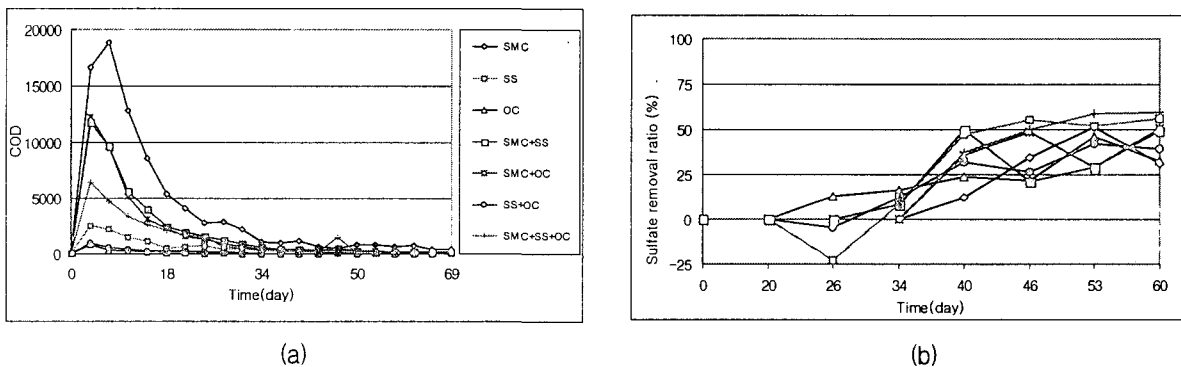 20000
15000
10000
5000
0
COD
0 18 34 50 69
Time(day)
SMC
SS
OC
SMC+SS
SMC+OC
SS+OC
SMC+SS+OC
(a)
100
75
50
25
0
-25
Sulfate removal ratio (%)
0 20 26 34 40 46 53 60
Time(day)
(b)